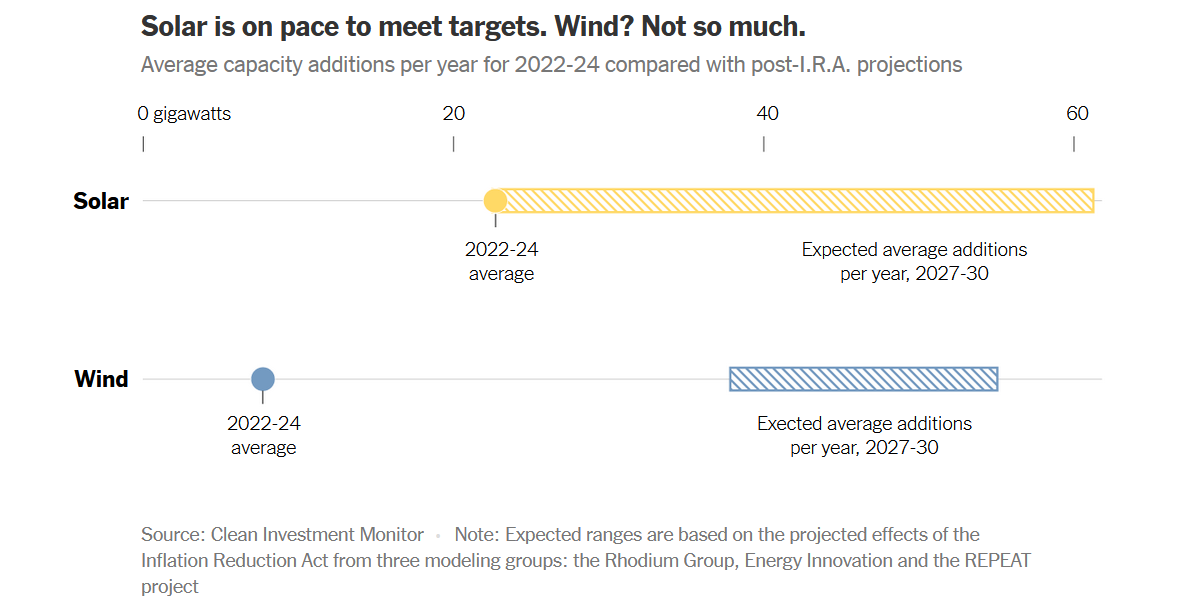 Solar is on pace to meet targets. Wind? Not so much.
Average capacity additions per year for 2022-24 compared with post-I.R.A. projections
0 gigawatts 20 40 60
Solar
2022-24
average
Expected average additions
per year, 2027-30
Wind
2022-24
average
Exected average additions
per year, 2027-30
Source: Clean Investment Monitor • Note: Expected ranges are based on the projected effects of the
Inflation Reduction Act from three modeling groups: the Rhodium Group, Energy Innovation and the REPEAT
project